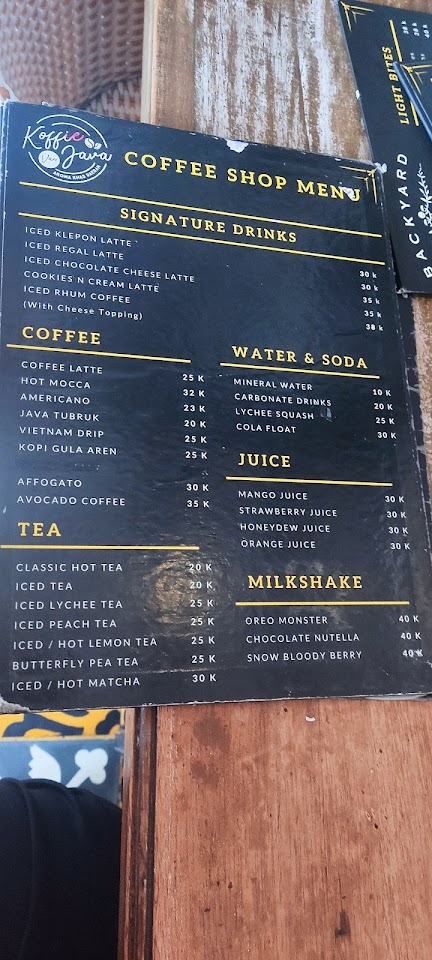 Koffie
Van Java
COFFEE SHOP MENU
SIGNATURE DRINKS
ICED KLEPON LATTE 30 k
ICED REGAL LATTE 30 k
ICED CHOCOLATE CHEESE LATTE 35 k
COOKIES N CREAM LATTE 35 k
ICED RHUM COFFEE 38 k
(With Cheese Topping)
COFFEE
COFFEE LATTE 25 K
HOT MOCCA 32 K
AMERICANO 23 K
JAVA TUBRUK 20 K
VIETNAM DRIP 25 K
KOPI GULA AREN 25 K
AFFOGATO 30 K
AVOCADO COFFEE 35 K
TEA
CLASSIC HOT TEA 20 K
ICED TEA 20 K
ICED LYCHEE TEA 25 K
ICED PEACH TEA 25 K
ICED / HOT LEMON TEA 25 K
BUTTERFLY PEA TEA 25 K
ICED / HOT MATCHA 30 K
WATER & SODA
MINERAL WATER 10 K
CARBONATE DRINKS 20 K
LYCHEE SQUASH 25 K
COLA FLOAT 30 K
JUICE
MANGO JUICE 30 K
STRAWBERRY JUICE 30 K
HONEYDEW JUICE 30 K
ORANGE JUICE 30 K
MILKSHAKE
OREO MONSTER 40 K
CHOCOLATE NUTELLA 40 K
SNOW BLOODY BERRY 40 K
LIGHT BITES
BACKYARD